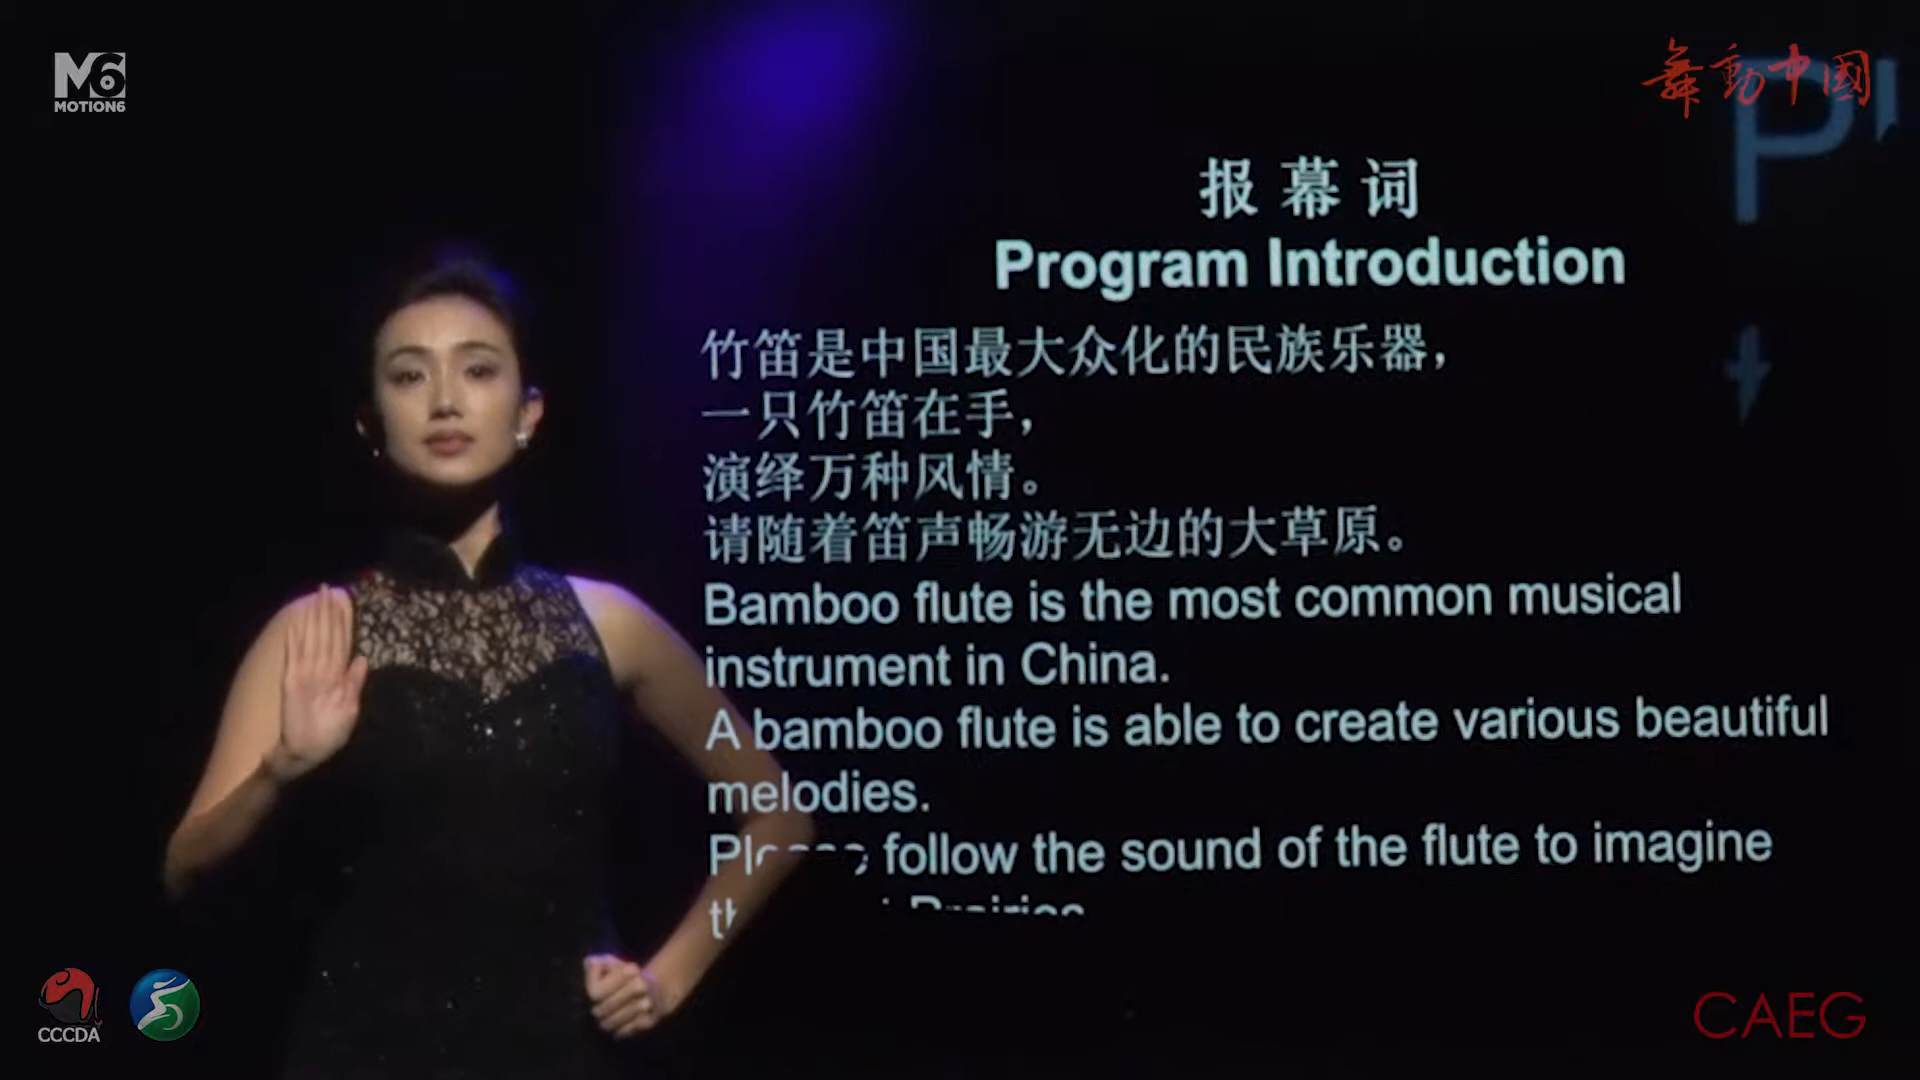 M6
MOTION6
舞動中國
报幕词
Program Introduction
竹笛是中国最大众化的民族乐器，
一只竹笛在手，
演绎万种风情。
请随着笛声畅游无边的大草原。
Bamboo flute is the most common musical
instrument in China.
A bamboo flute is able to create various beautiful
melodies.
follow the sound of the flute to imagine
Prairies
CCCDA
CAEG